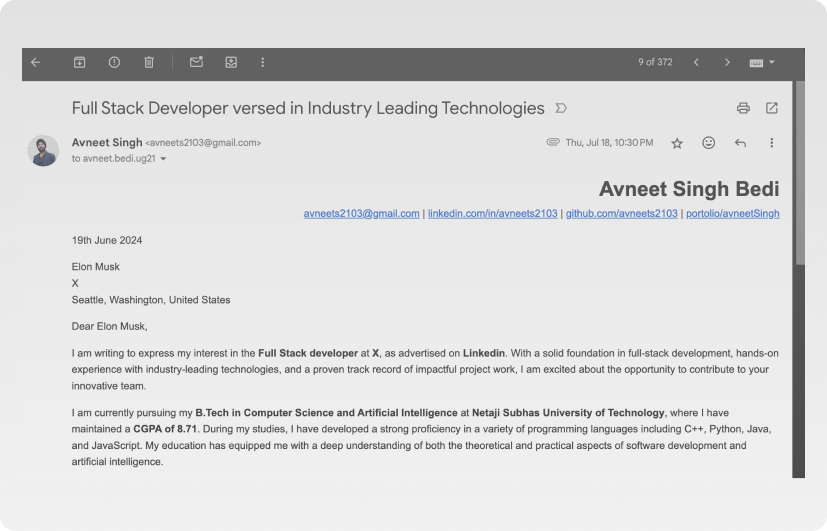 9 of 372
Full Stack Developer versed in Industry Leading Technologies
Avneet Singh <avneets2103@gmail.com>
Thu, Jul 18, 10:30 PM
to avneet.bedi.ug21
Avneet Singh Bedi
avneets2103@gmail.com | linkedin.com/in/avneets2103 | github.com/avneets2103 | portolio/avneetSingh
19th June 2024
Elon Musk
X
Seattle, Washington, United States
Dear Elon Musk,
I am writing to express my interest in the Full Stack developer at X, as advertised on Linkedin. With a solid foundation in full-stack development, hands-on
experience with industry-leading technologies, and a proven track record of impactful project work, I am excited about the opportunity to contribute to your
innovative team.
I am currently pursuing my B.Tech in Computer Science and Artificial Intelligence at Netaji Subhas University of Technology, where I have
maintained a CGPA of 8.71. During my studies, I have developed a strong proficiency in a variety of programming languages including C++, Python, Java,
and JavaScript. My education has equipped me with a deep understanding of both the theoretical and practical aspects of software development and
artificial intelligence.